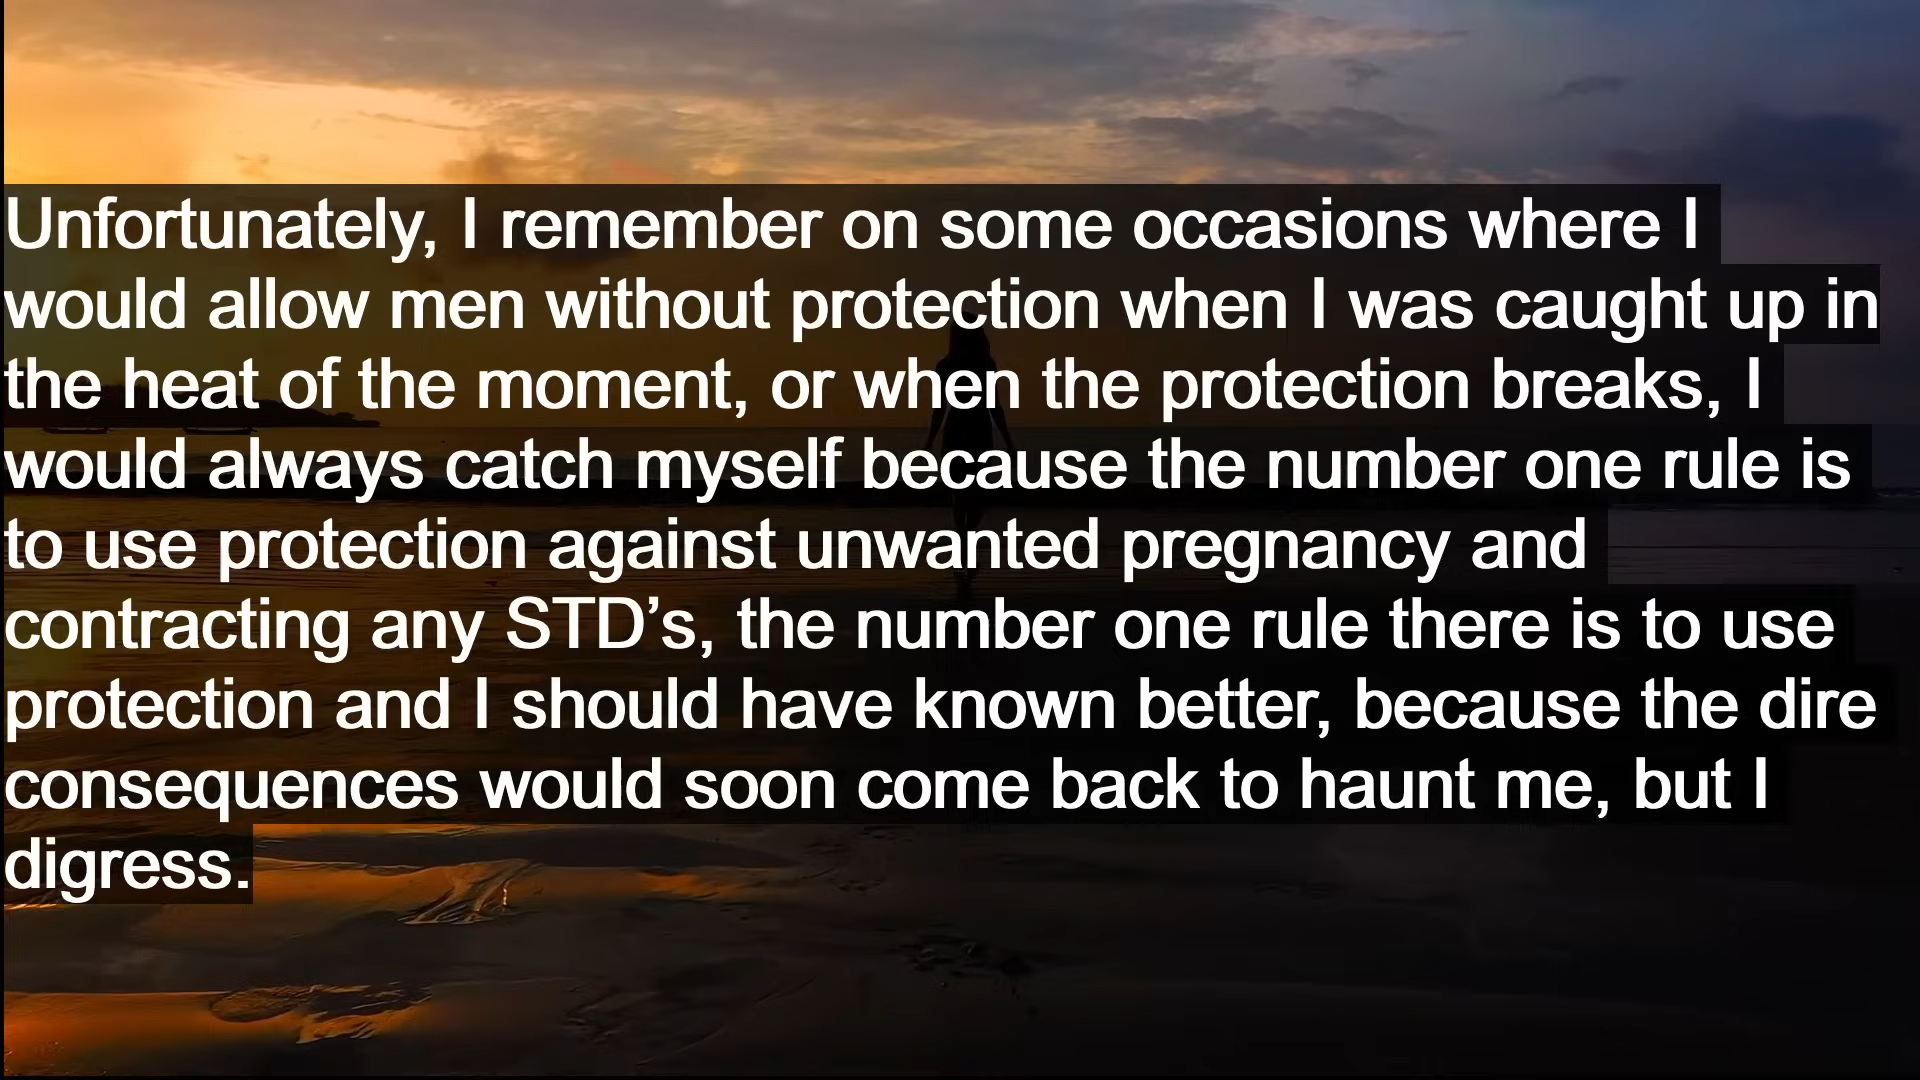 Unfortunately, I remember on some occasions where I
would allow men without protection when I was caught up in
the heat of the moment, or when the protection breaks, I
would always catch myself because the number one rule is
to use protection against unwanted pregnancy and
contracting any STD’s, the number one rule there is to use
protection and I should have known better, because the dire
consequences would soon come back to haunt me, but I
digress.